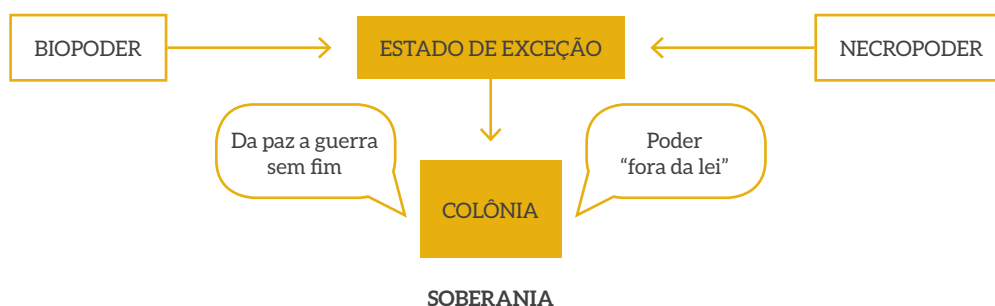 BIOPODER
ESTADO DE EXCEÇÃO
NECROPODER
Da paz a guerra
sem fim
Poder
“fora da lei”
COLÔNIA
SOBERANIA